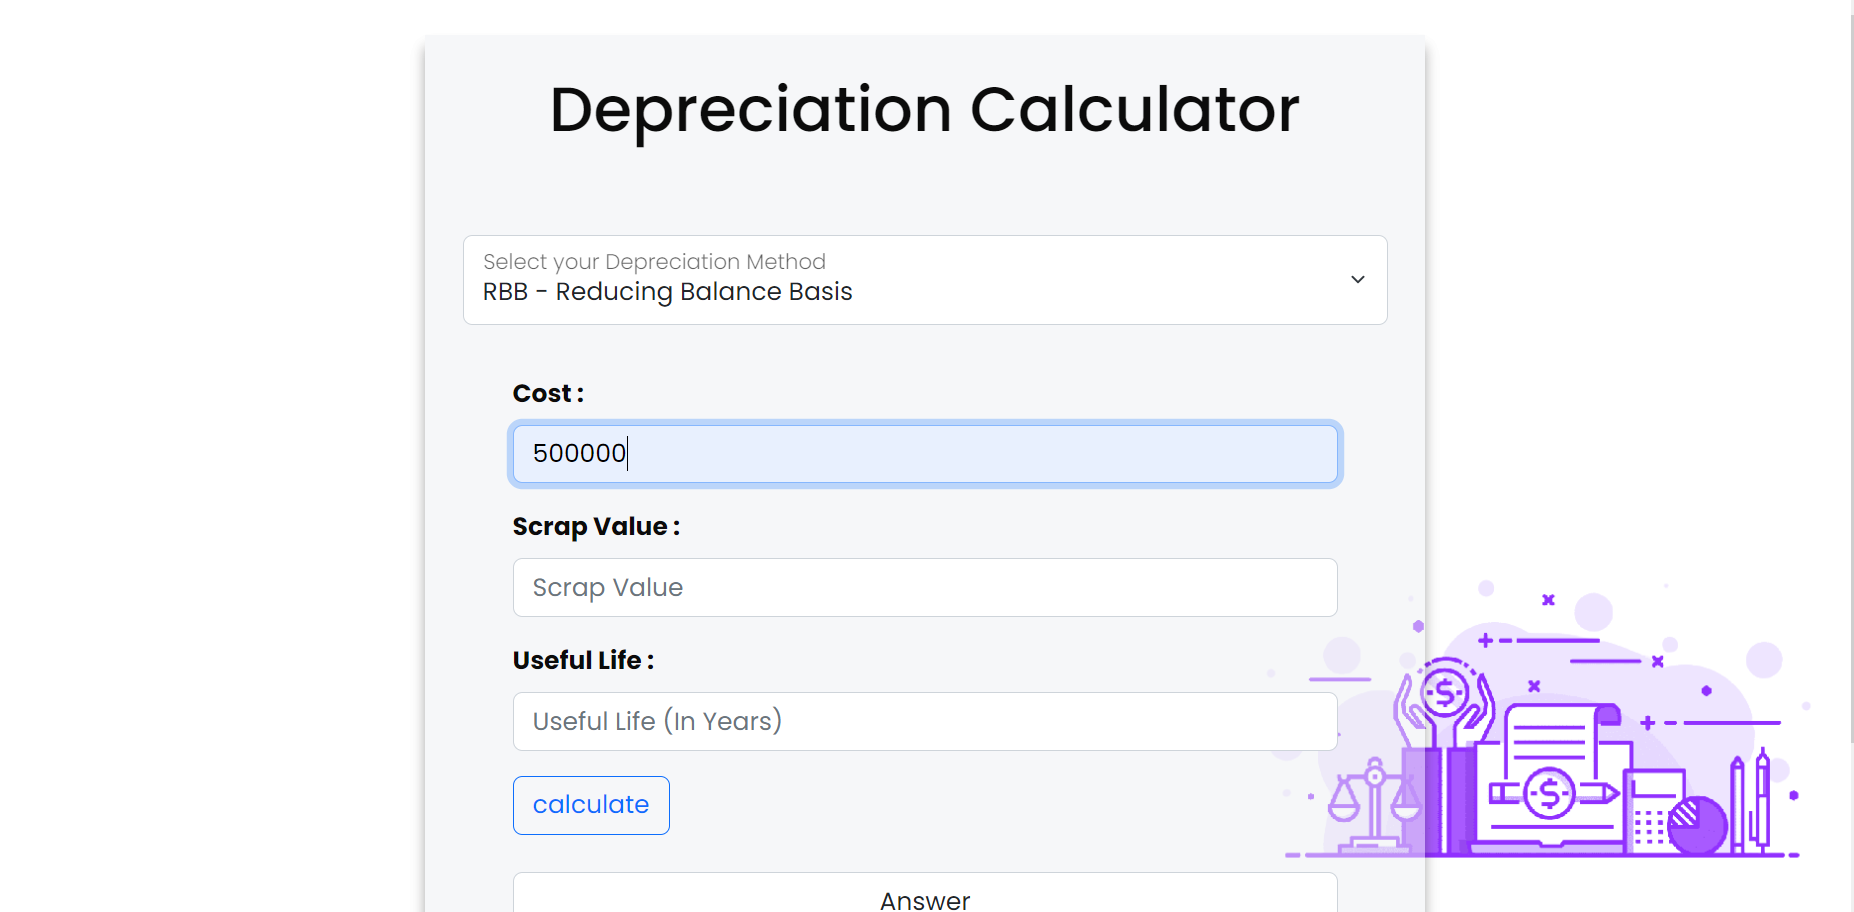 Depreciation Calculator
Select your Depreciation Method
RBB - Reducing Balance Basis
Cost :
500000
Scrap Value :
Scrap Value
Useful Life :
Useful Life (In Years)
calculate
Answer